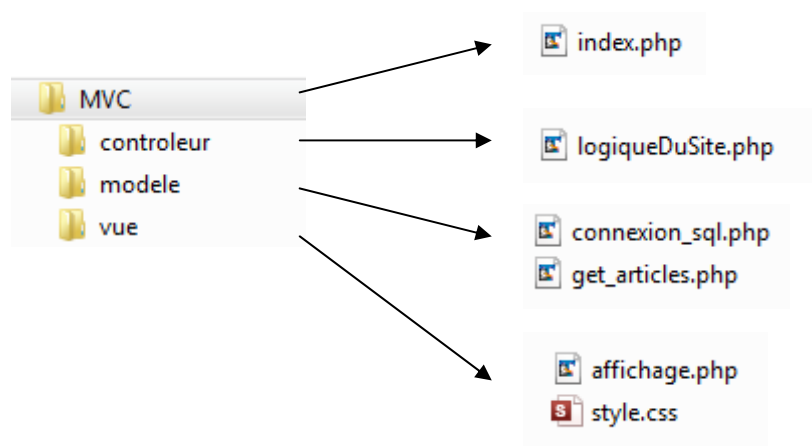 MVC
controleur
modele
vue
index.php
logiqueDuSite.php
connexion_sql.php
get_articles.php
affichage.php
S
style.css